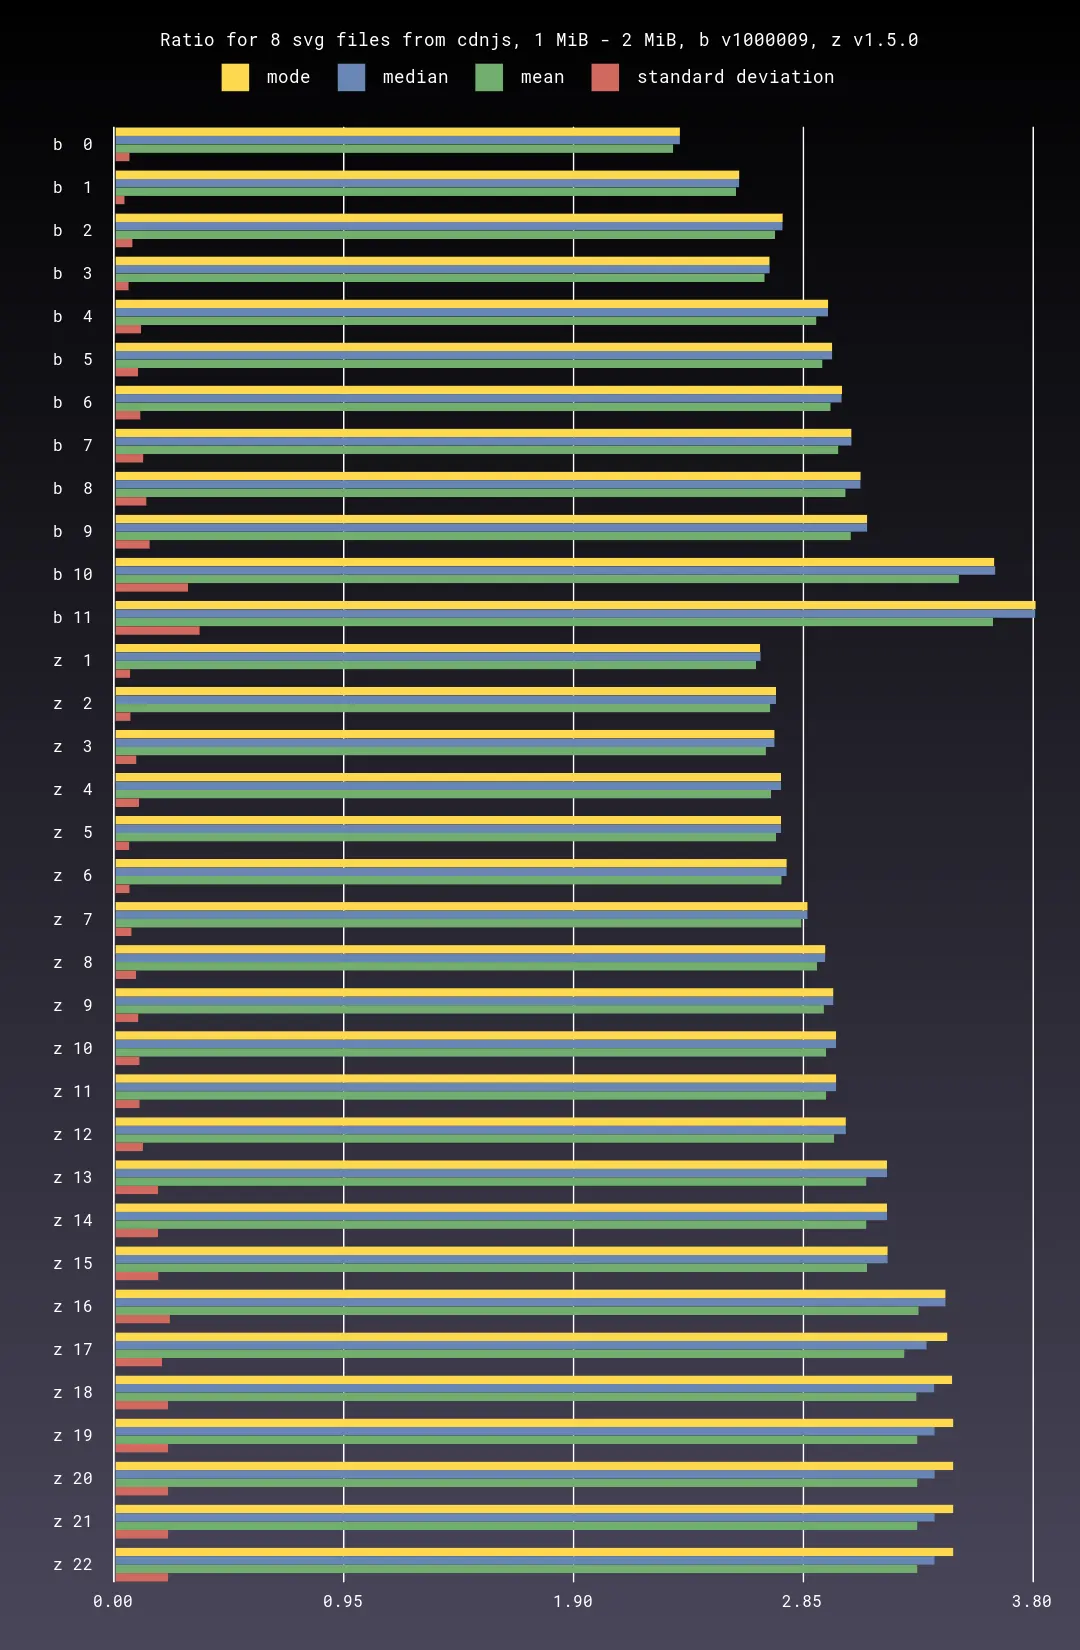 Ratio for 8 svg files from cdnjs, 1 MiB - 2 MiB, b v1000009, z v1.5.0
mode median mean standard deviation
b 0
b 1
b 2
b 3
b 4
b 5
b 6
b 7
b 8
b 9
b 10
b 11
z 1
z 2
z 3
z 4
z 5
z 6
z 7
z 8
z 9
z 10
z 11
z 12
z 13
z 14
z 15
z 16
z 17
z 18
z 19
z 20
z 21
z 22
0.00 0.95 1.90 2.85 3.80